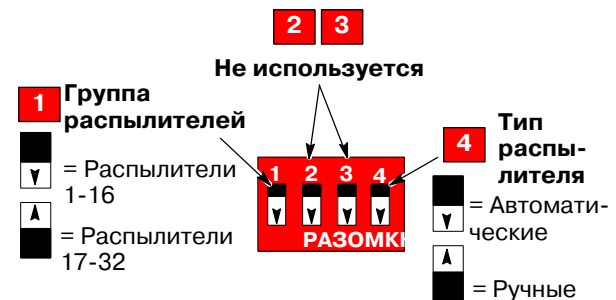 2 3
Не используется
1 Группа
распылителей
= Распылители
1-16
= Распылители
17-32
1 2 3 4
4 Тип
распы-
лителя
= Автомати-
ческие
= Ручные